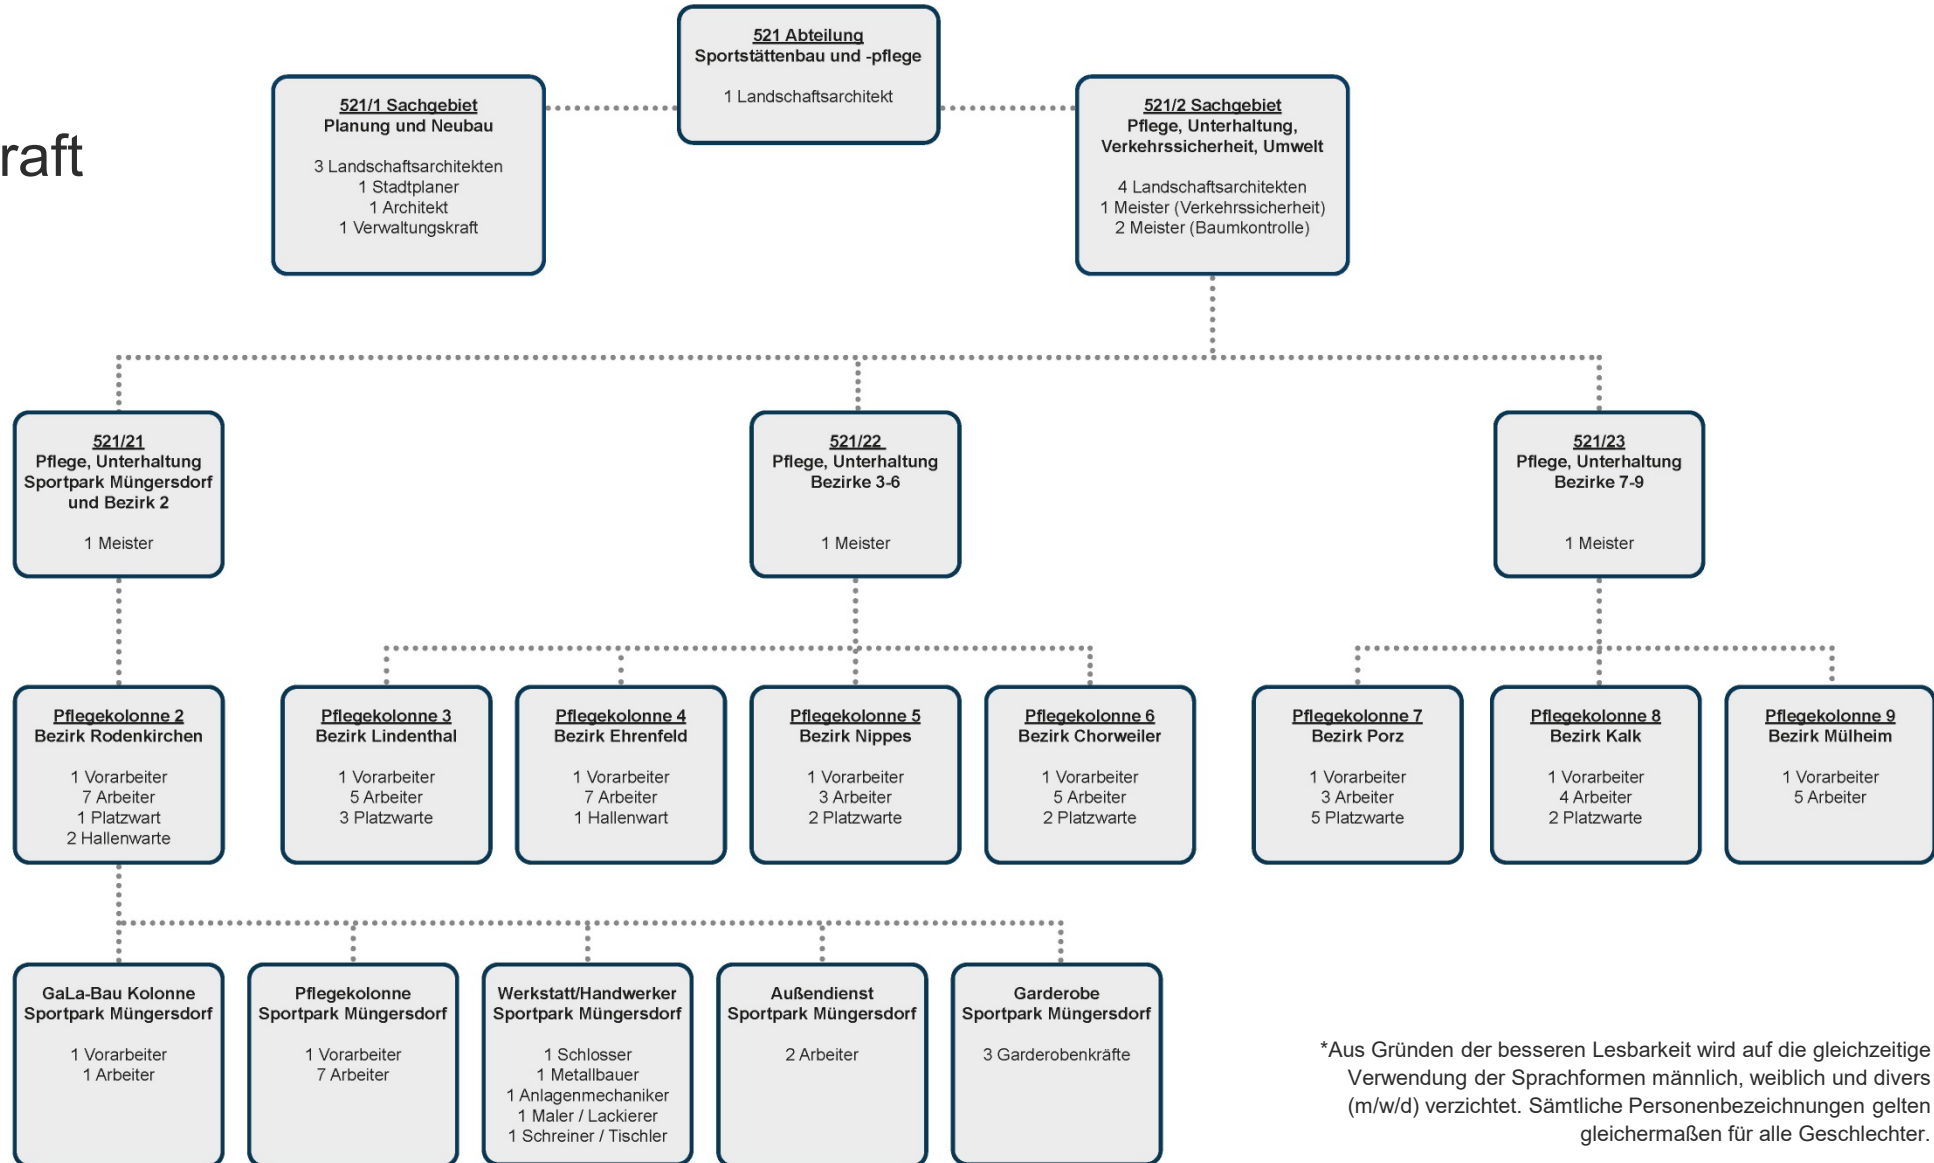 raft
521 Abteilung
Sportstättenbau und -pflege
1 Landschaftsarchitekt
521/1 Sachgebiet
Planung und Neubau
3 Landschaftsarchitekten
1 Stadtplaner
1 Architekt
1 Verwaltungskraft
521/2 Sachgebiet
Pflege, Unterhaltung,
Verkehrssicherheit, Umwelt
4 Landschaftsarchitekten
1 Meister (Verkehrssicherheit)
2 Meister (Baumkontrolle)
521/21
Pflege, Unterhaltung
Sportpark Müngersdorf
und Bezirk 2
1 Meister
521/22
Pflege, Unterhaltung
Bezirke 3-6
1 Meister
521/23
Pflege, Unterhaltung
Bezirke 7-9
1 Meister
Pflegekolonne 2
Bezirk Rodenkirchen
1 Vorarbeiter
7 Arbeiter
1 Platzwart
2 Hallenwarte
Pflegekolonne 3
Bezirk Lindenthal
1 Vorarbeiter
5 Arbeiter
3 Platzwarte
Pflegekolonne 4
Bezirk Ehrenfeld
1 Vorarbeiter
7 Arbeiter
1 Hallenwart
Pflegekolonne 5
Bezirk Nippes
1 Vorarbeiter
3 Arbeiter
2 Platzwarte
Pflegekolonne 6
Bezirk Chorweiler
1 Vorarbeiter
5 Arbeiter
2 Platzwarte
Pflegekolonne 7
Bezirk Porz
1 Vorarbeiter
3 Arbeiter
5 Platzwarte
Pflegekolonne 8
Bezirk Kalk
1 Vorarbeiter
4 Arbeiter
2 Platzwarte
Pflegekolonne 9
Bezirk Mülheim
1 Vorarbeiter
5 Arbeiter
GaLa-Bau Kolonne
Sportpark Müngersdorf
1 Vorarbeiter
1 Arbeiter
Pflegekolonne
Sportpark Müngersdorf
1 Vorarbeiter
7 Arbeiter
Werkstatt/Handwerker
Sportpark Müngersdorf
1 Schlosser
1 Metallbauer
1 Anlagenmechaniker
1 Maler / Lackierer
1 Schreiner / Tischler
Außendienst
Sportpark Müngersdorf
2 Arbeiter
Garderobe
Sportpark Müngersdorf
3 Garderobenkräfte
*Aus Gründen der besseren Lesbarkeit wird auf die gleichzeitige
Verwendung der Sprachformen männlich, weiblich und divers
(m/w/d) verzichtet. Sämtliche Personenbezeichnungen gelten
gleichermaßen für alle Geschlechter.